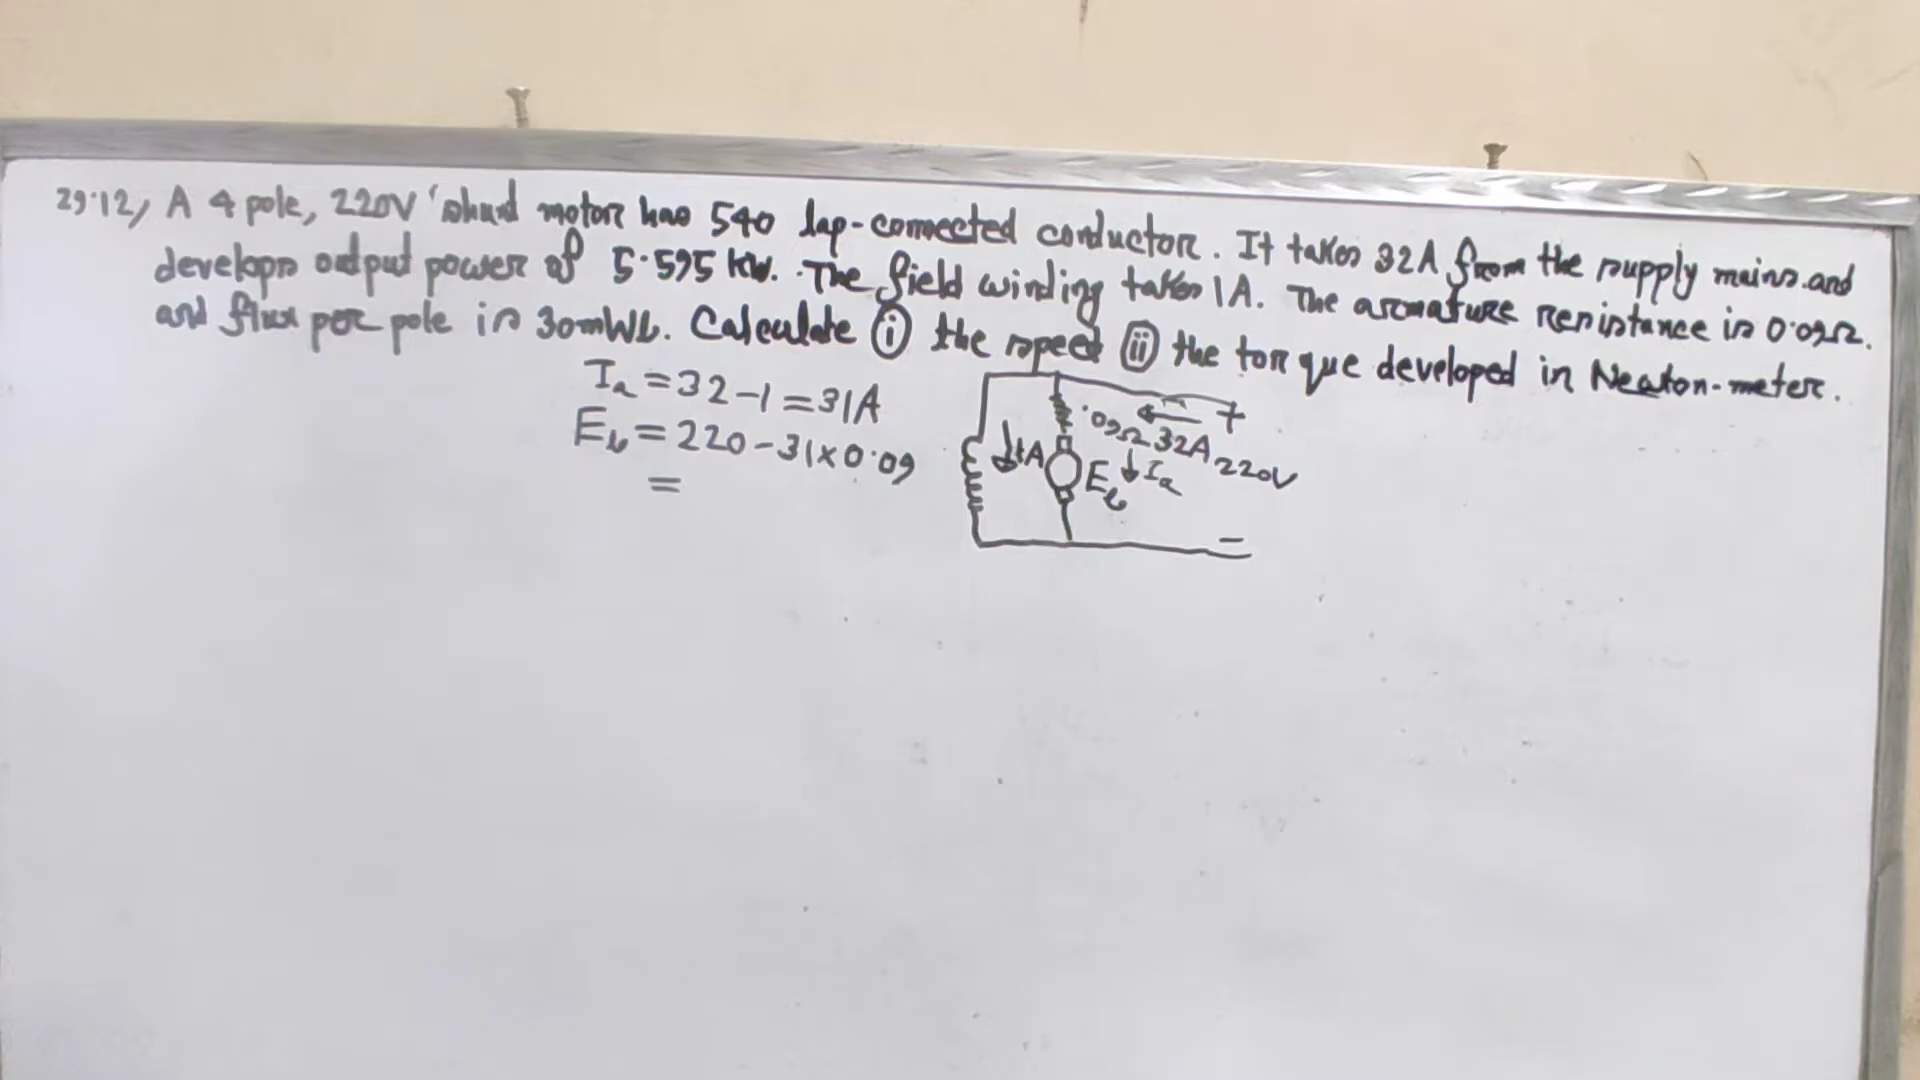 29.12, A 4 pole, 220V shunt motor has 540 lap-connected conductor. It takes 32A from the supply mains and
develops output power of 5.595 kW. The field winding takes 1A. The armature resistance is 0.09Ω.
and flux per pole is 30mWb. Calculate (i) the speed (ii) the torque developed in Newton-meter.
Ia = 32-1 = 31A
Eb = 220-31×0.09
=
+
.09Ω 32A
1A
Eb Ia 220V
-